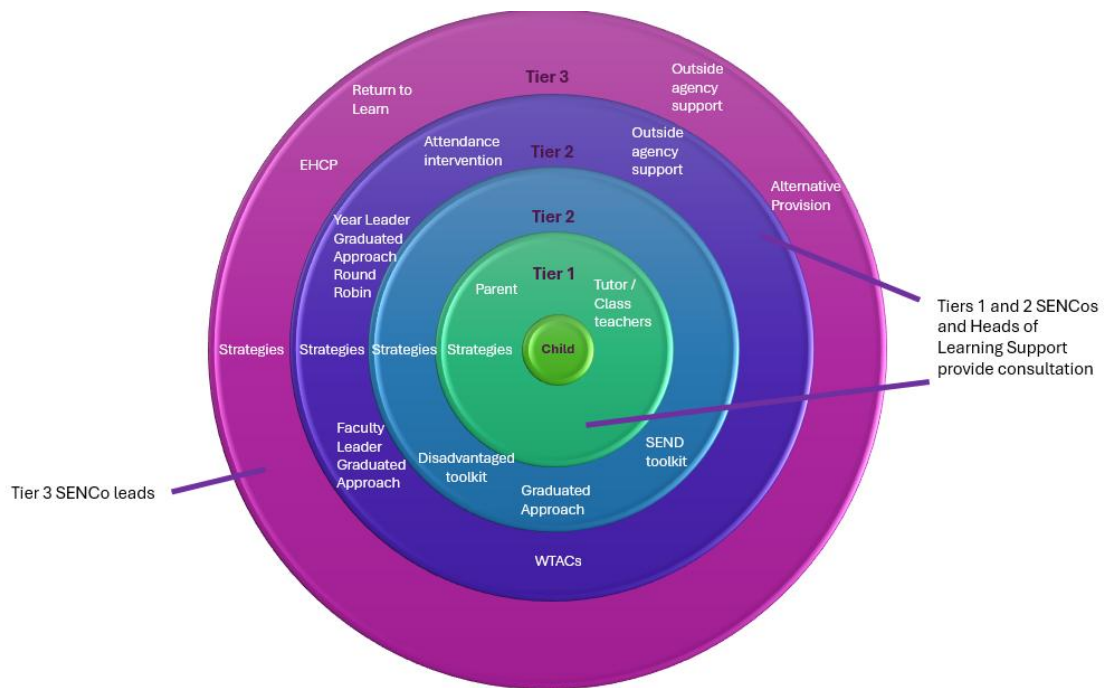 Tier 3
Outside
agency
support
Return to
Learn
EHCP
Alternative
Provision
Tier 2
Attendance
intervention
Outside
agency
support
Year Leader
Graduated
Approach
Round
Robin
Tier 2
Tier 1
Parent
Tutor /
Class
teachers
Child
Strategies
Strategies
Strategies
Strategies
Faculty
Leader
Graduated
Approach
Disadvantaged
toolkit
SEND
toolkit
Graduated
Approach
WTACs
Tiers 1 and 2 SENCos
and Heads of
Learning Support
provide consultation
Tier 3 SENCo leads